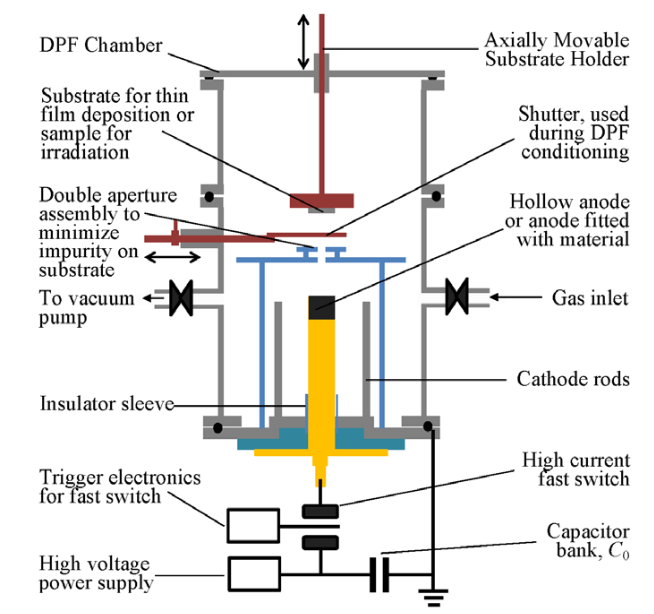 DPF Chamber
Axially Movable
Substrate Holder
Substrate for thin
film deposition or
sample for
irradiation
Shutter, used
during DPF
conditioning
Double aperture
assembly to
minimize
impurity on
substrate
Hollow anode
or anode fitted
with material
To vacuum
pump
Gas inlet
Cathode rods
Insulator sleeve
High current
fast switch
Trigger electronics
for fast switch
Capacitor
bank, C₀
High voltage
power supply